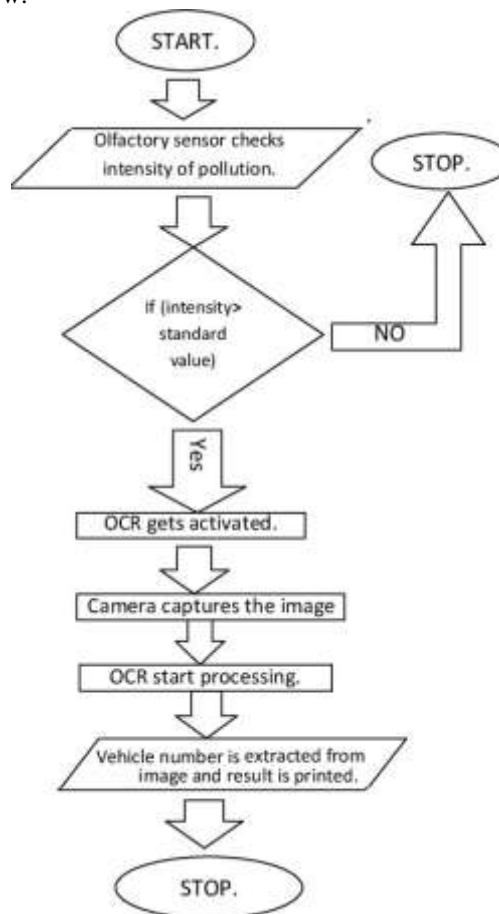 w.
START.
Olfactory sensor checks
intensity of pollution.
STOP.
If (intensity>
standard
value)
NO
Yes
OCR gets activated.
Camera captures the image
OCR start processing.
Vehicle number is extracted from
image and result is printed.
STOP.